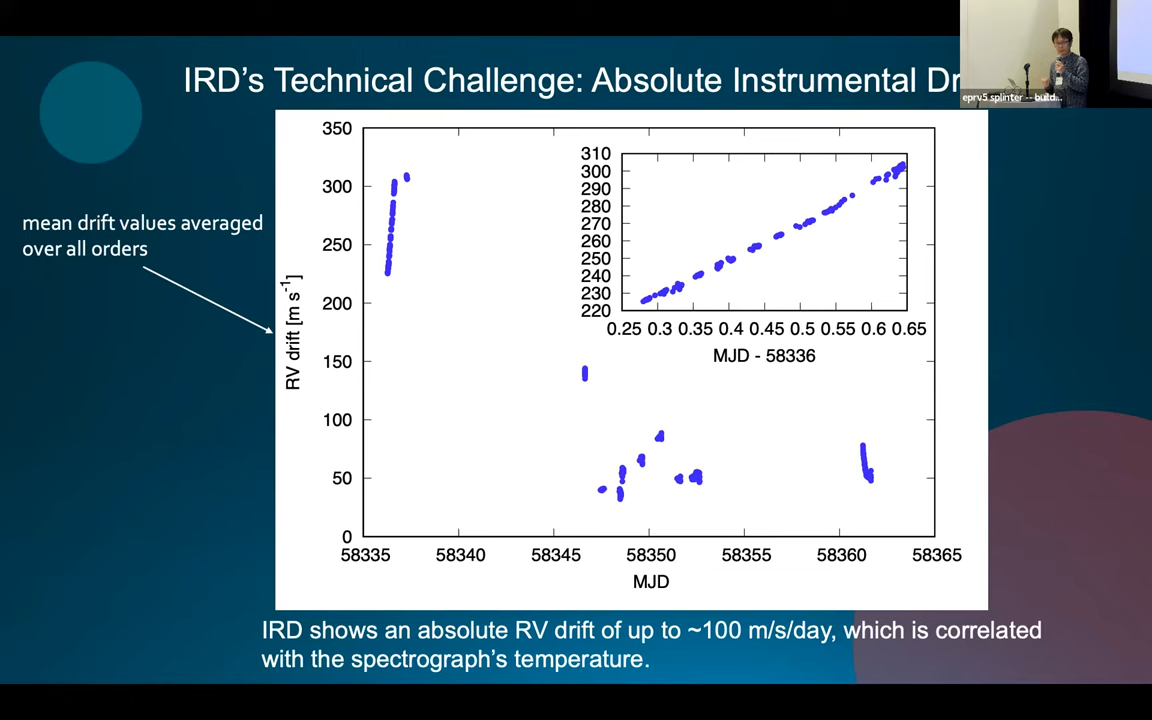 IRD's Technical Challenge: Absolute Instrumental
eprv5 splinter -- build...
mean drift values averaged
over all orders
350
300
250
200
150
100
50
0
RV drift [m s-1]
58335 58340 58345 58350 58355 58360 58365
MJD
310
300
290
280
270
260
250
240
230
220
0.25 0.3 0.35 0.4 0.45 0.5 0.55 0.6 0.65
MJD - 58336
IRD shows an absolute RV drift of up to ~100 m/s/day, which is correlated
with the spectrograph's temperature.